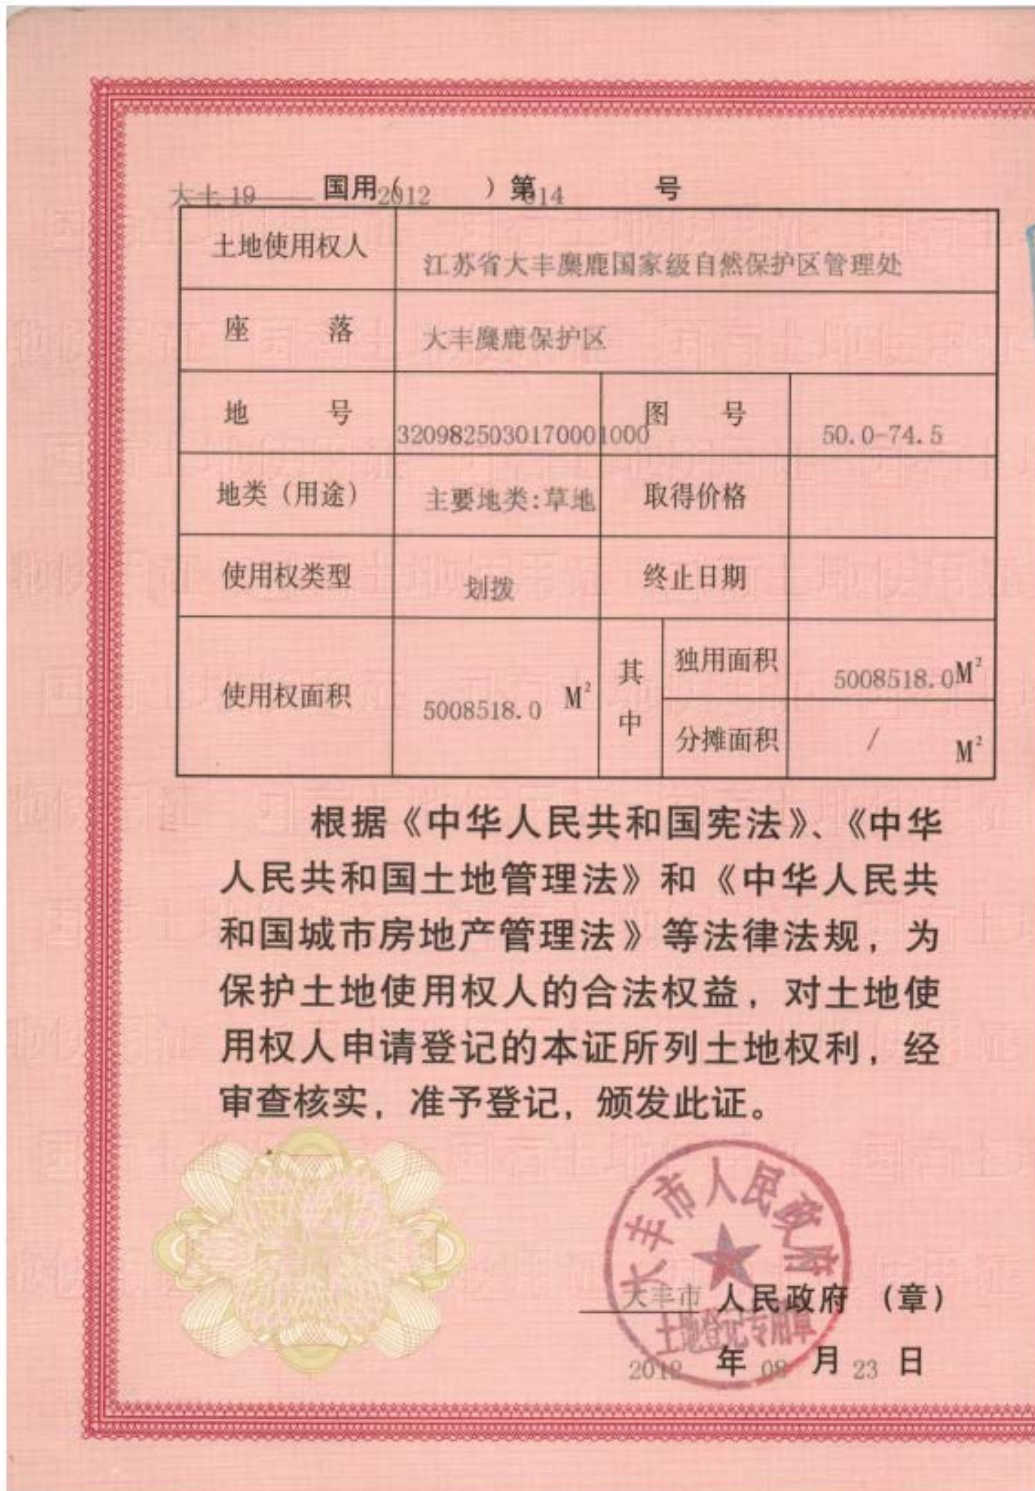 大土19 国用(2012)第614号
土地使用权人 江苏省大丰麋鹿国家级自然保护区管理处
座 落 大丰麋鹿保护区
地 号 3209825030170001000 图 号 50.0-74.5
地类(用途) 主要地类:草地 取得价格
使用权类型 划拨 终止日期
使用权面积 5008518.0 M² 其中 独用面积 5008518.0M²
分摊面积 / M²
根据《中华人民共和国宪法》、《中华
人民共和国土地管理法》和《中华人民共
和国城市房地产管理法》等法律法规,为
保护土地使用权人的合法权益,对土地使
用权人申请登记的本证所列土地权利,经
审查核实,准予登记,颁发此证。
大丰市人民政府
土地登记专用章
大丰市 人民政府 (章)
2012 年 08 月 23 日